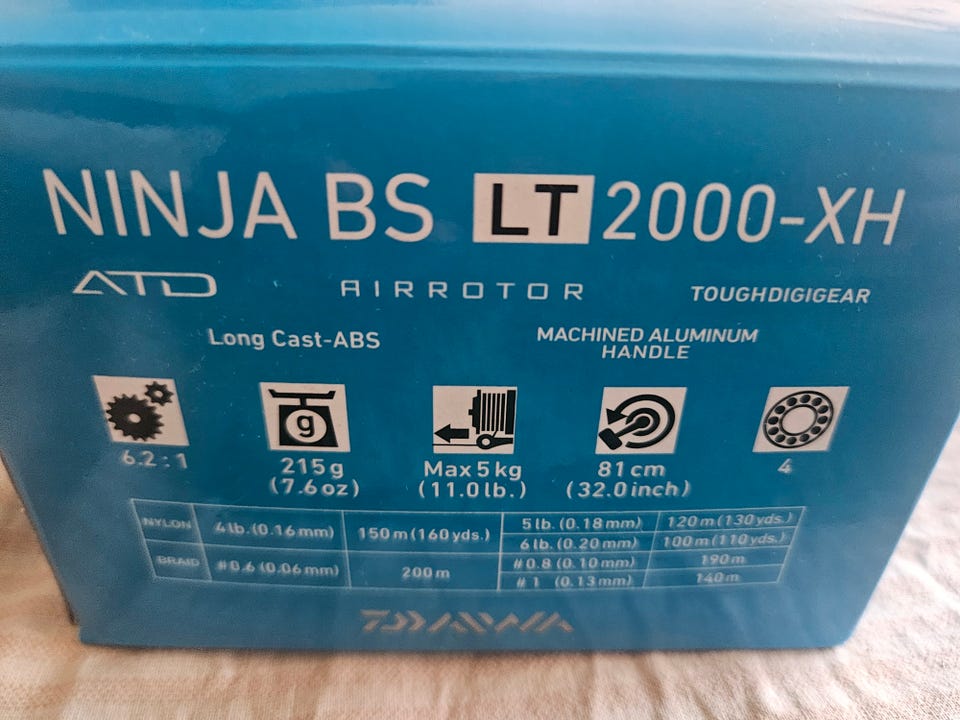 NINJA BS LT 2000-XH
ATD AIRROTOR TOUGHDIGIGEAR
Long Cast-ABS MACHINED ALUMINUM
HANDLE
g
6.2:1 215g Max 5kg 81cm 4
(7.6oz) (11.0lb.) (32.0inch)
NYLON 4lb.(0.16mm) 150m(160yds.) 5lb.(0.18mm) 120m(130yds.)
6lb.(0.20mm) 100m(110yds.)
BRAID #0.6(0.06mm) 200m #0.8(0.10mm) 190m
#1 (0.13mm) 140m
DAIWA